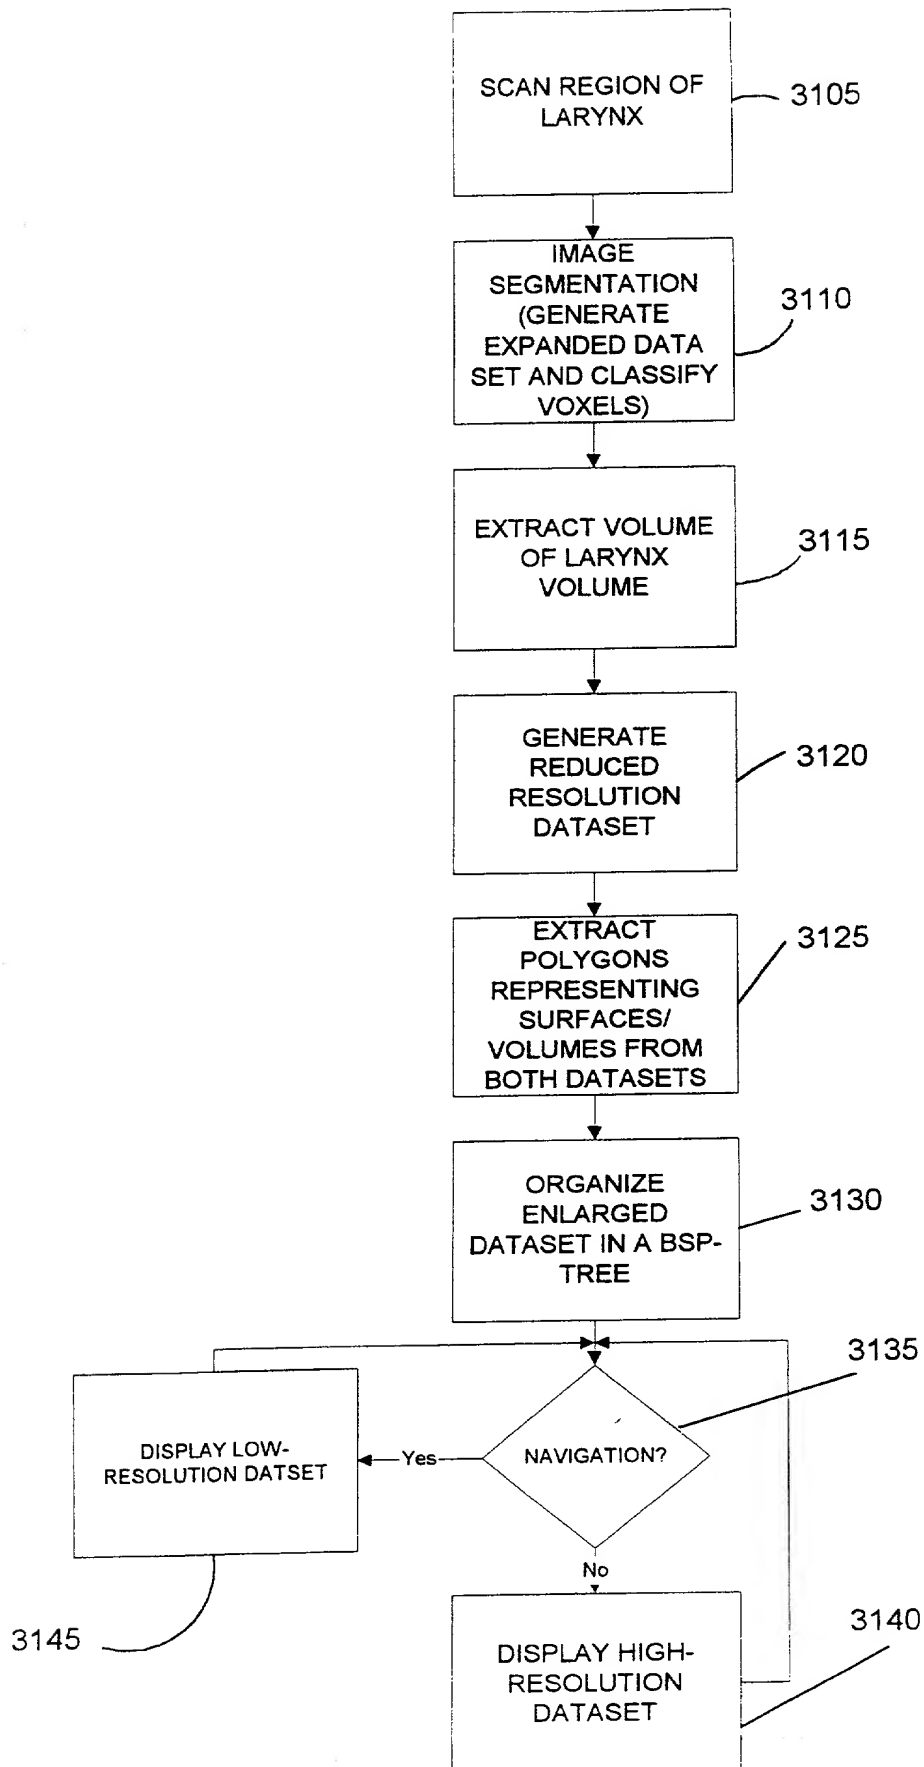 SCAN REGION OF
LARYNX
3105
IMAGE
SEGMENTATION
(GENERATE
EXPANDED DATA
SET AND CLASSIFY
VOXELS)
3110
EXTRACT VOLUME
OF LARYNX
VOLUME
3115
GENERATE
REDUCED
RESOLUTION
DATASET
3120
EXTRACT
POLYGONS
REPRESENTING
SURFACES/
VOLUMES FROM
BOTH DATASETS
3125
ORGANIZE
ENLARGED
DATASET IN A BSP-
TREE
3130
NAVIGATION?
3135
Yes
DISPLAY LOW-
RESOLUTION DATSET
3145
No
DISPLAY HIGH-
RESOLUTION
DATASET
3140